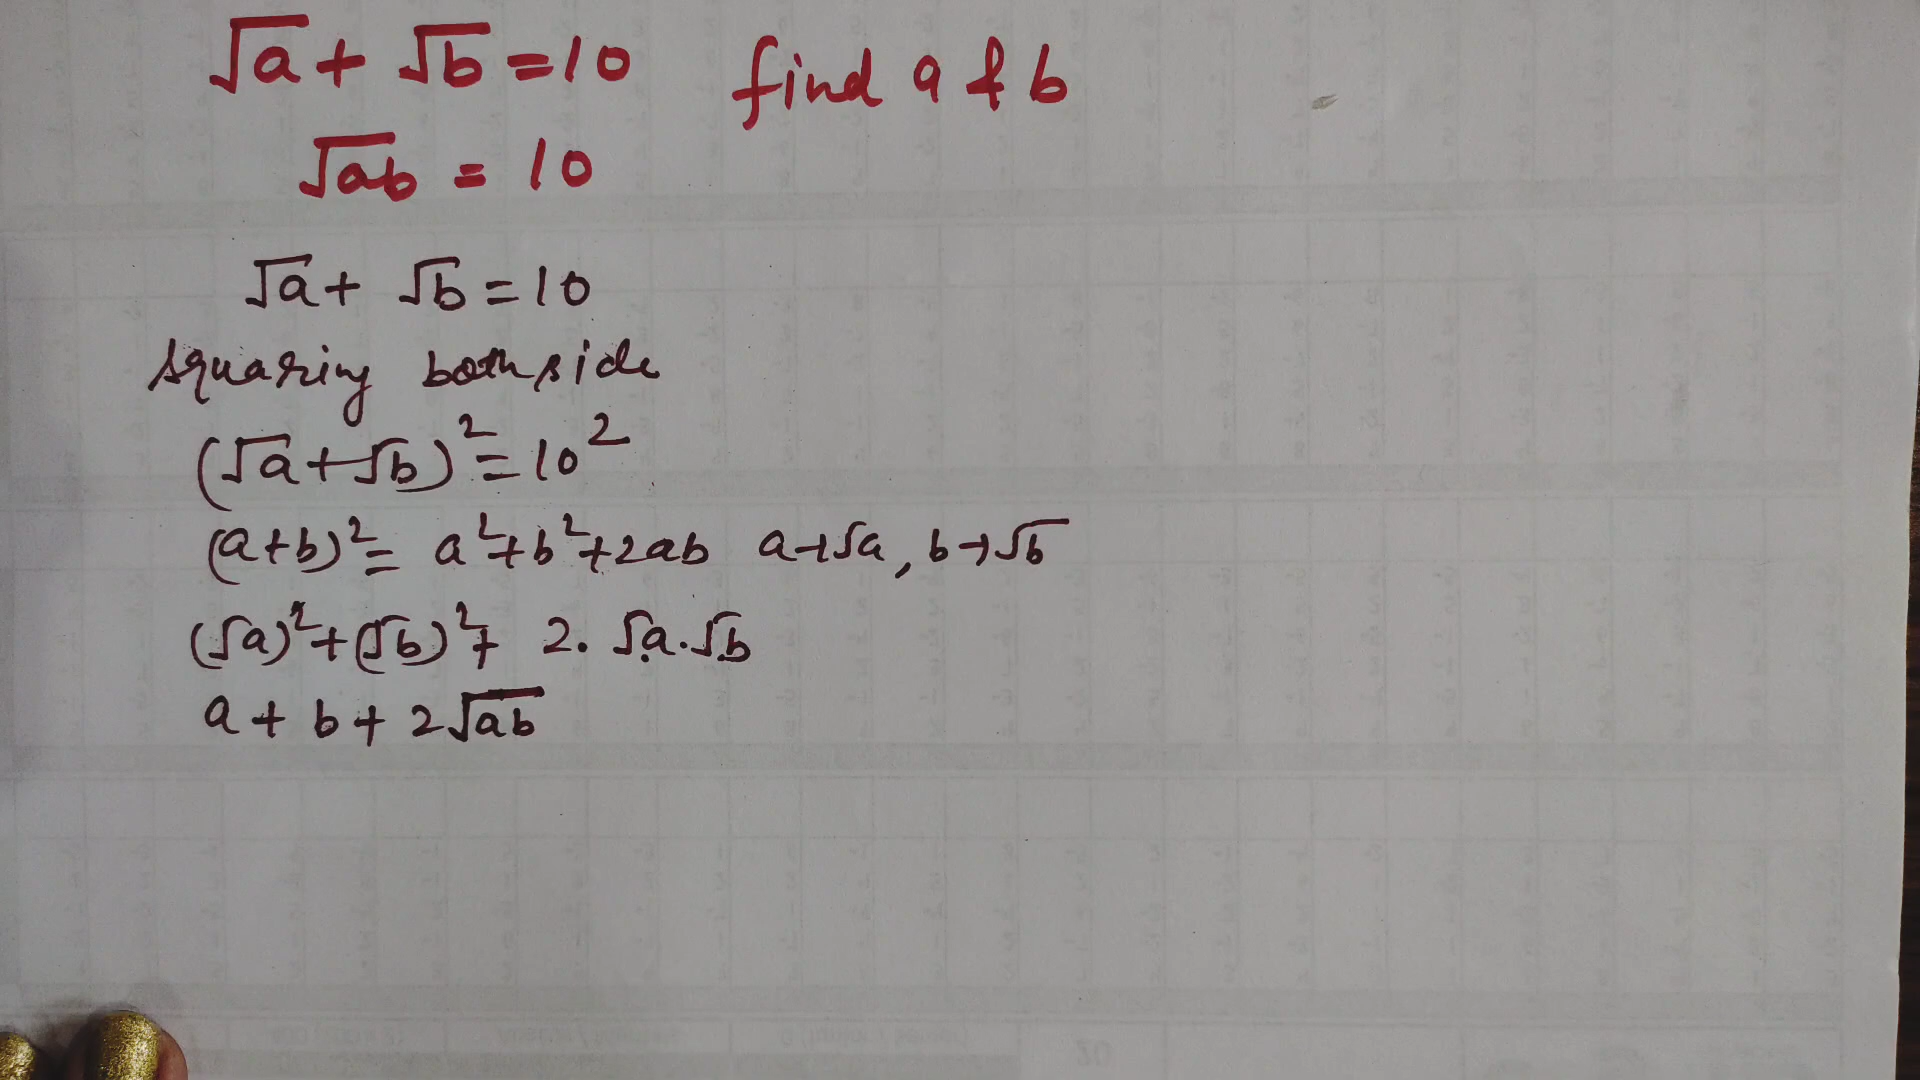 √a + √b = 10 find a & b
√ab = 10
√a + √b = 10
squaring both side
(√a + √b)² = 10²
(a+b)² = a² + b² + 2ab a → √a, b → √b
(√a)² + (√b)² + 2. √a . √b
a + b + 2√ab